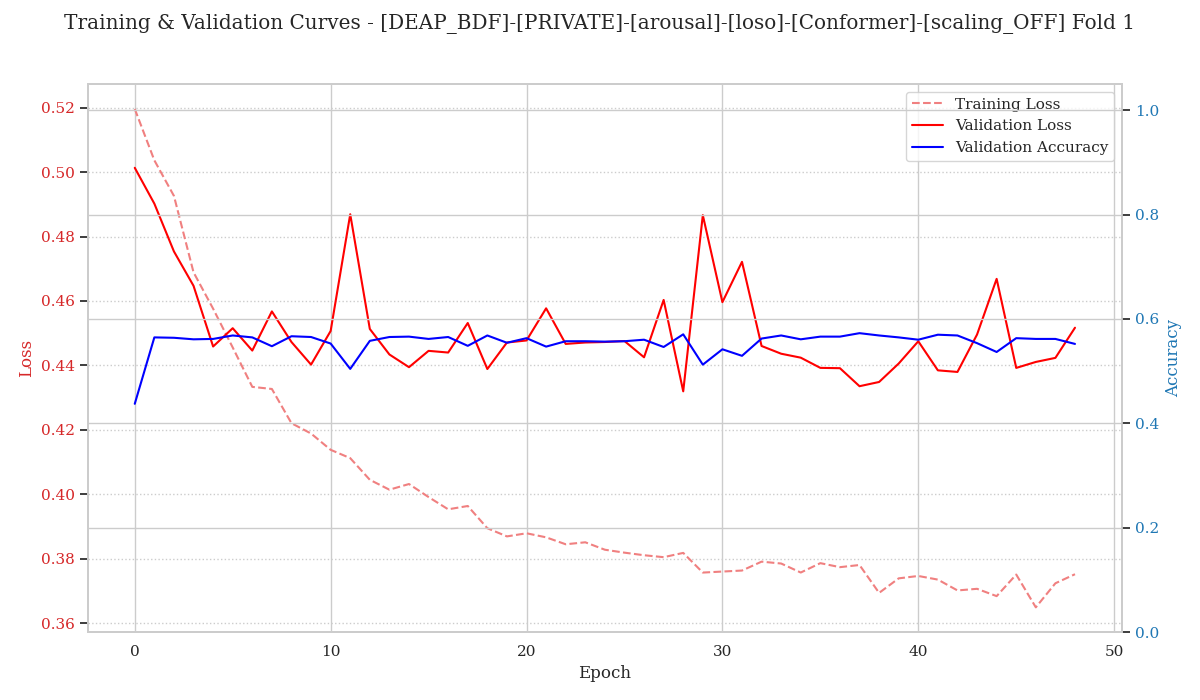 Training & Validation Curves - [DEAP_BDF]-[PRIVATE]-[arousal]-[loso]-[Conformer]-[scaling_OFF] Fold 1
Training Loss
Validation Loss
Validation Accuracy
Loss
0.52
0.50
0.48
0.46
0.44
0.42
0.40
0.38
0.36
1.0
0.8
0.6
0.4
0.2
0.0
Accuracy
0 10 20 30 40 50
Epoch